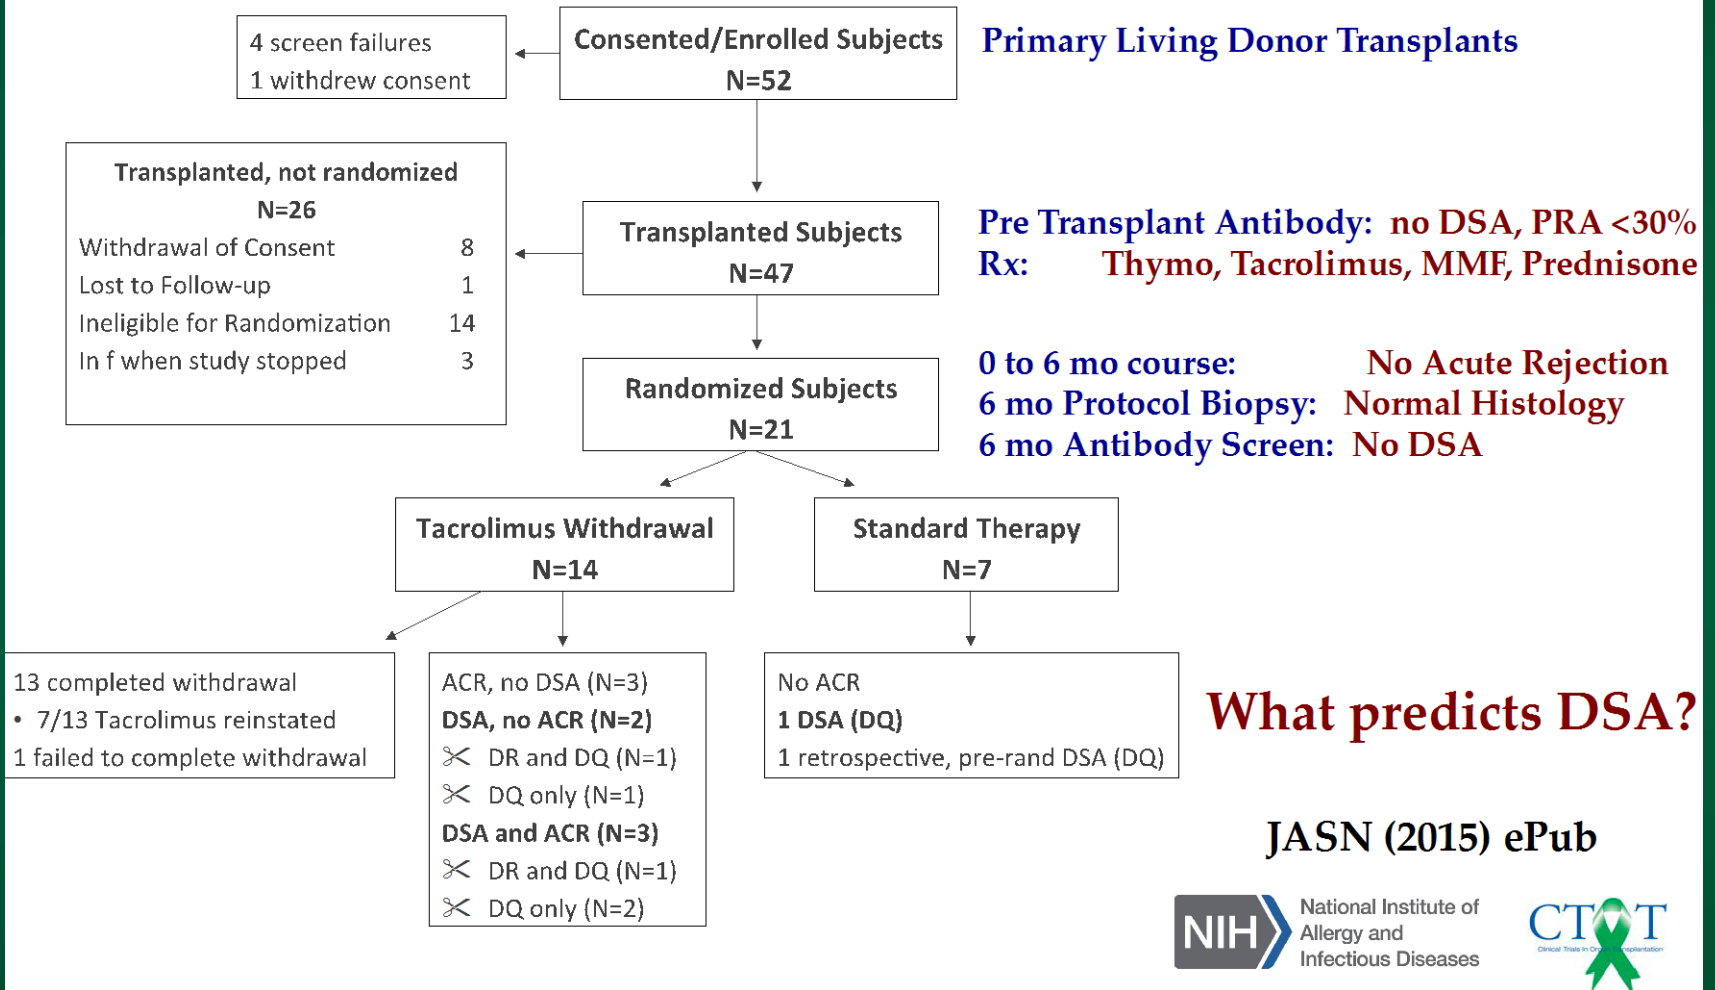 4 screen failures
1 withdrew consent
Consented/Enrolled Subjects
N=52
Primary Living Donor Transplants
Transplanted, not randomized
N=26
Withdrawal of Consent 8
Lost to Follow-up 1
Ineligible for Randomization 14
In f when study stopped 3
Transplanted Subjects
N=47
Pre Transplant Antibody: no DSA, PRA <30%
Rx: Thymo, Tacrolimus, MMF, Prednisone
Randomized Subjects
N=21
0 to 6 mo course: No Acute Rejection
6 mo Protocol Biopsy: Normal Histology
6 mo Antibody Screen: No DSA
Tacrolimus Withdrawal
N=14
Standard Therapy
N=7
13 completed withdrawal
• 7/13 Tacrolimus reinstated
1 failed to complete withdrawal
ACR, no DSA (N=3)
DSA, no ACR (N=2)
DR and DQ (N=1)
DQ only (N=1)
DSA and ACR (N=3)
DR and DQ (N=1)
DQ only (N=2)
No ACR
1 DSA (DQ)
1 retrospective, pre-rand DSA (DQ)
What predicts DSA?
JASN (2015) ePub
NIH
National Institute of
Allergy and
Infectious Diseases
CTOT
Clinical Trials in Organ Transplantation